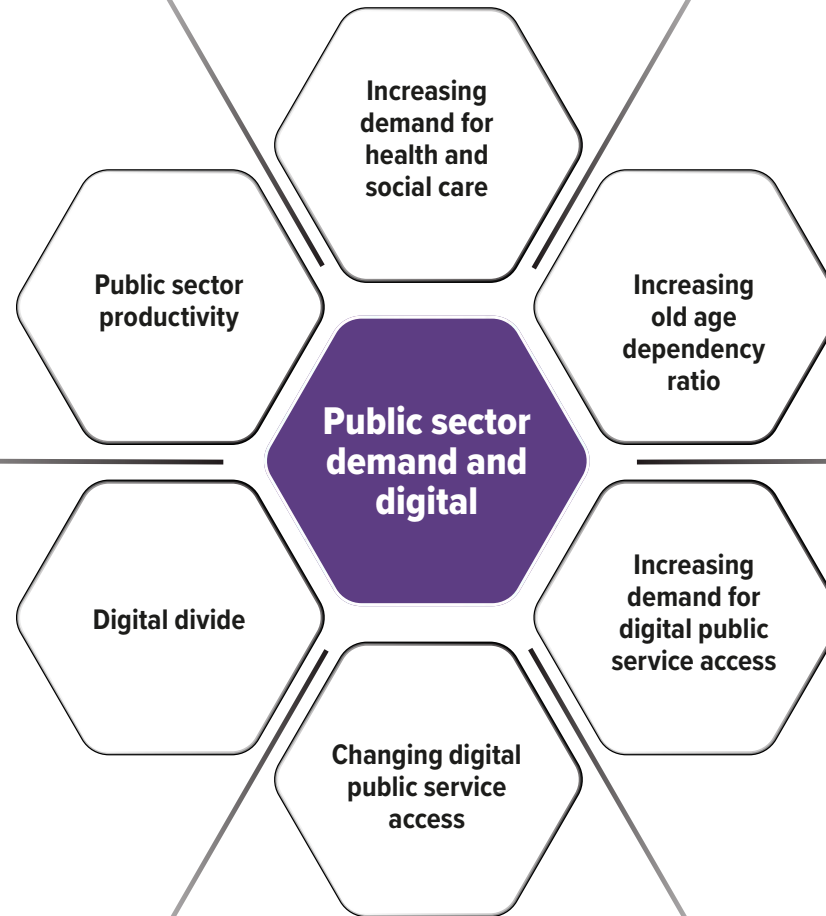 Increasing
demand for
health and
social care
Public sector
productivity
Increasing
old age
dependency
ratio
Public sector
demand and
digital
Digital divide
Increasing
demand for
digital public
service access
Changing digital
public service
access